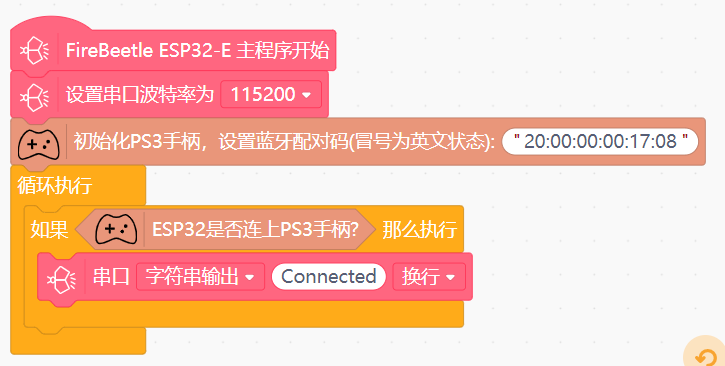 FireBeetle ESP32-E 主程序开始
设置串口波特率为 115200
初始化PS3手柄，设置蓝牙配对码(冒号为英文状态): "20:00:00:00:17:08"
循环执行
如果 ESP32是否连上PS3手柄? 那么执行
串口 字符串输出 Connected 换行